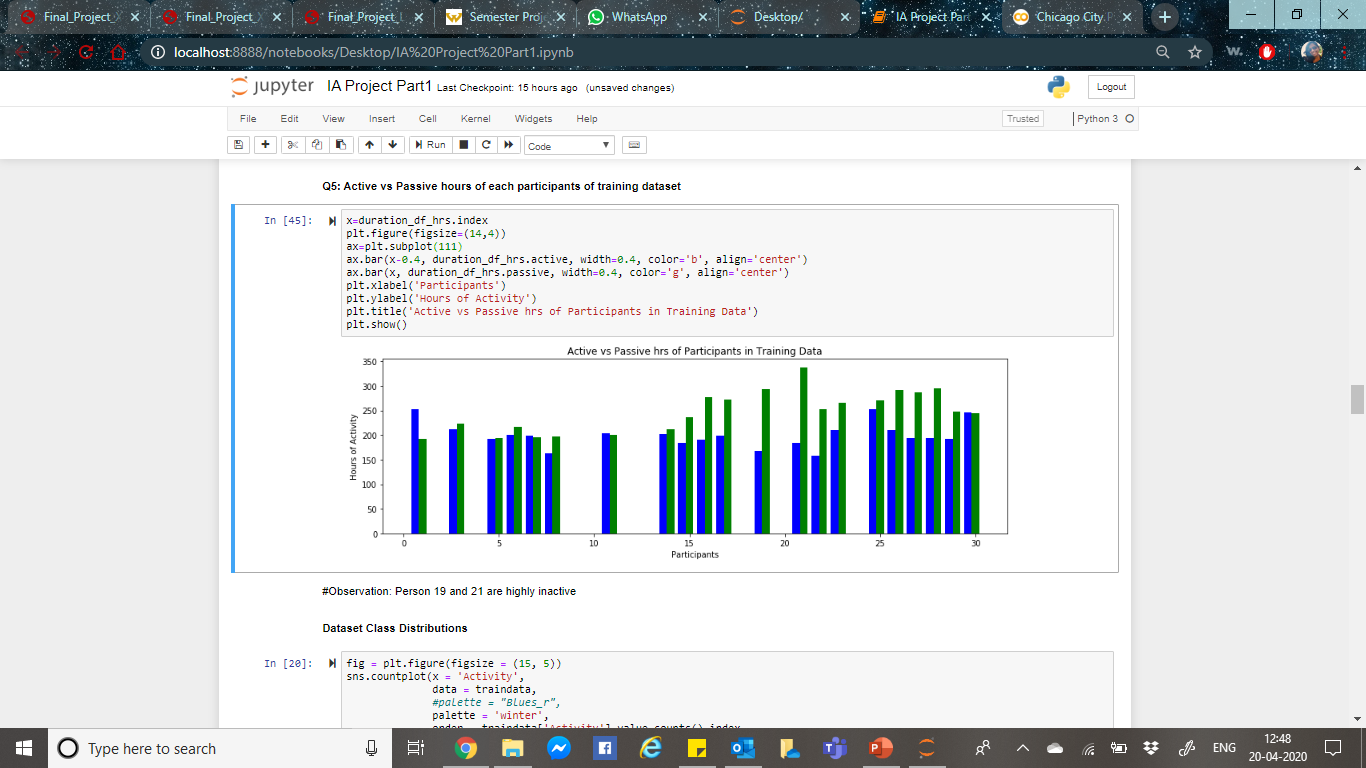 Final_Project_
Final_Project_X
Final_Project_L
Semester Proj
WhatsApp
Desktop/
IA Project Part
Chicago City F
localhost:8888/notebooks/Desktop/IA%20Project%20Part1.ipynb
jupyter IA Project Part1 Last Checkpoint: 15 hours ago (unsaved changes)
Logout
File Edit View Insert Cell Kernel Widgets Help
Trusted
Python 3
Run
Code
Q5: Active vs Passive hours of each participants of training dataset
In [45]:
x=duration_df_hrs.index
plt.figure(figsize=(14,4))
ax=plt.subplot(111)
ax.bar(x-0.4, duration_df_hrs.active, width=0.4, color='b', align='center')
ax.bar(x, duration_df_hrs.passive, width=0.4, color='g', align='center')
plt.xlabel('Participants')
plt.ylabel('Hours of Activity')
plt.title('Active vs Passive hrs of Participants in Training Data')
plt.show()
Active vs Passive hrs of Participants in Training Data
Hours of Activity
350
300
250
200
150
100
50
0
0 5 10 15 20 25 30
Participants
#Observation: Person 19 and 21 are highly inactive
Dataset Class Distributions
In [20]:
fig = plt.figure(figsize = (15, 5))
sns.countplot(x = 'Activity',
data = traindata,
#palette = "Blues_r",
palette = 'winter',
order = traindata['Activity'].value_counts().index
Type here to search
ENG
12:48
20-04-2020